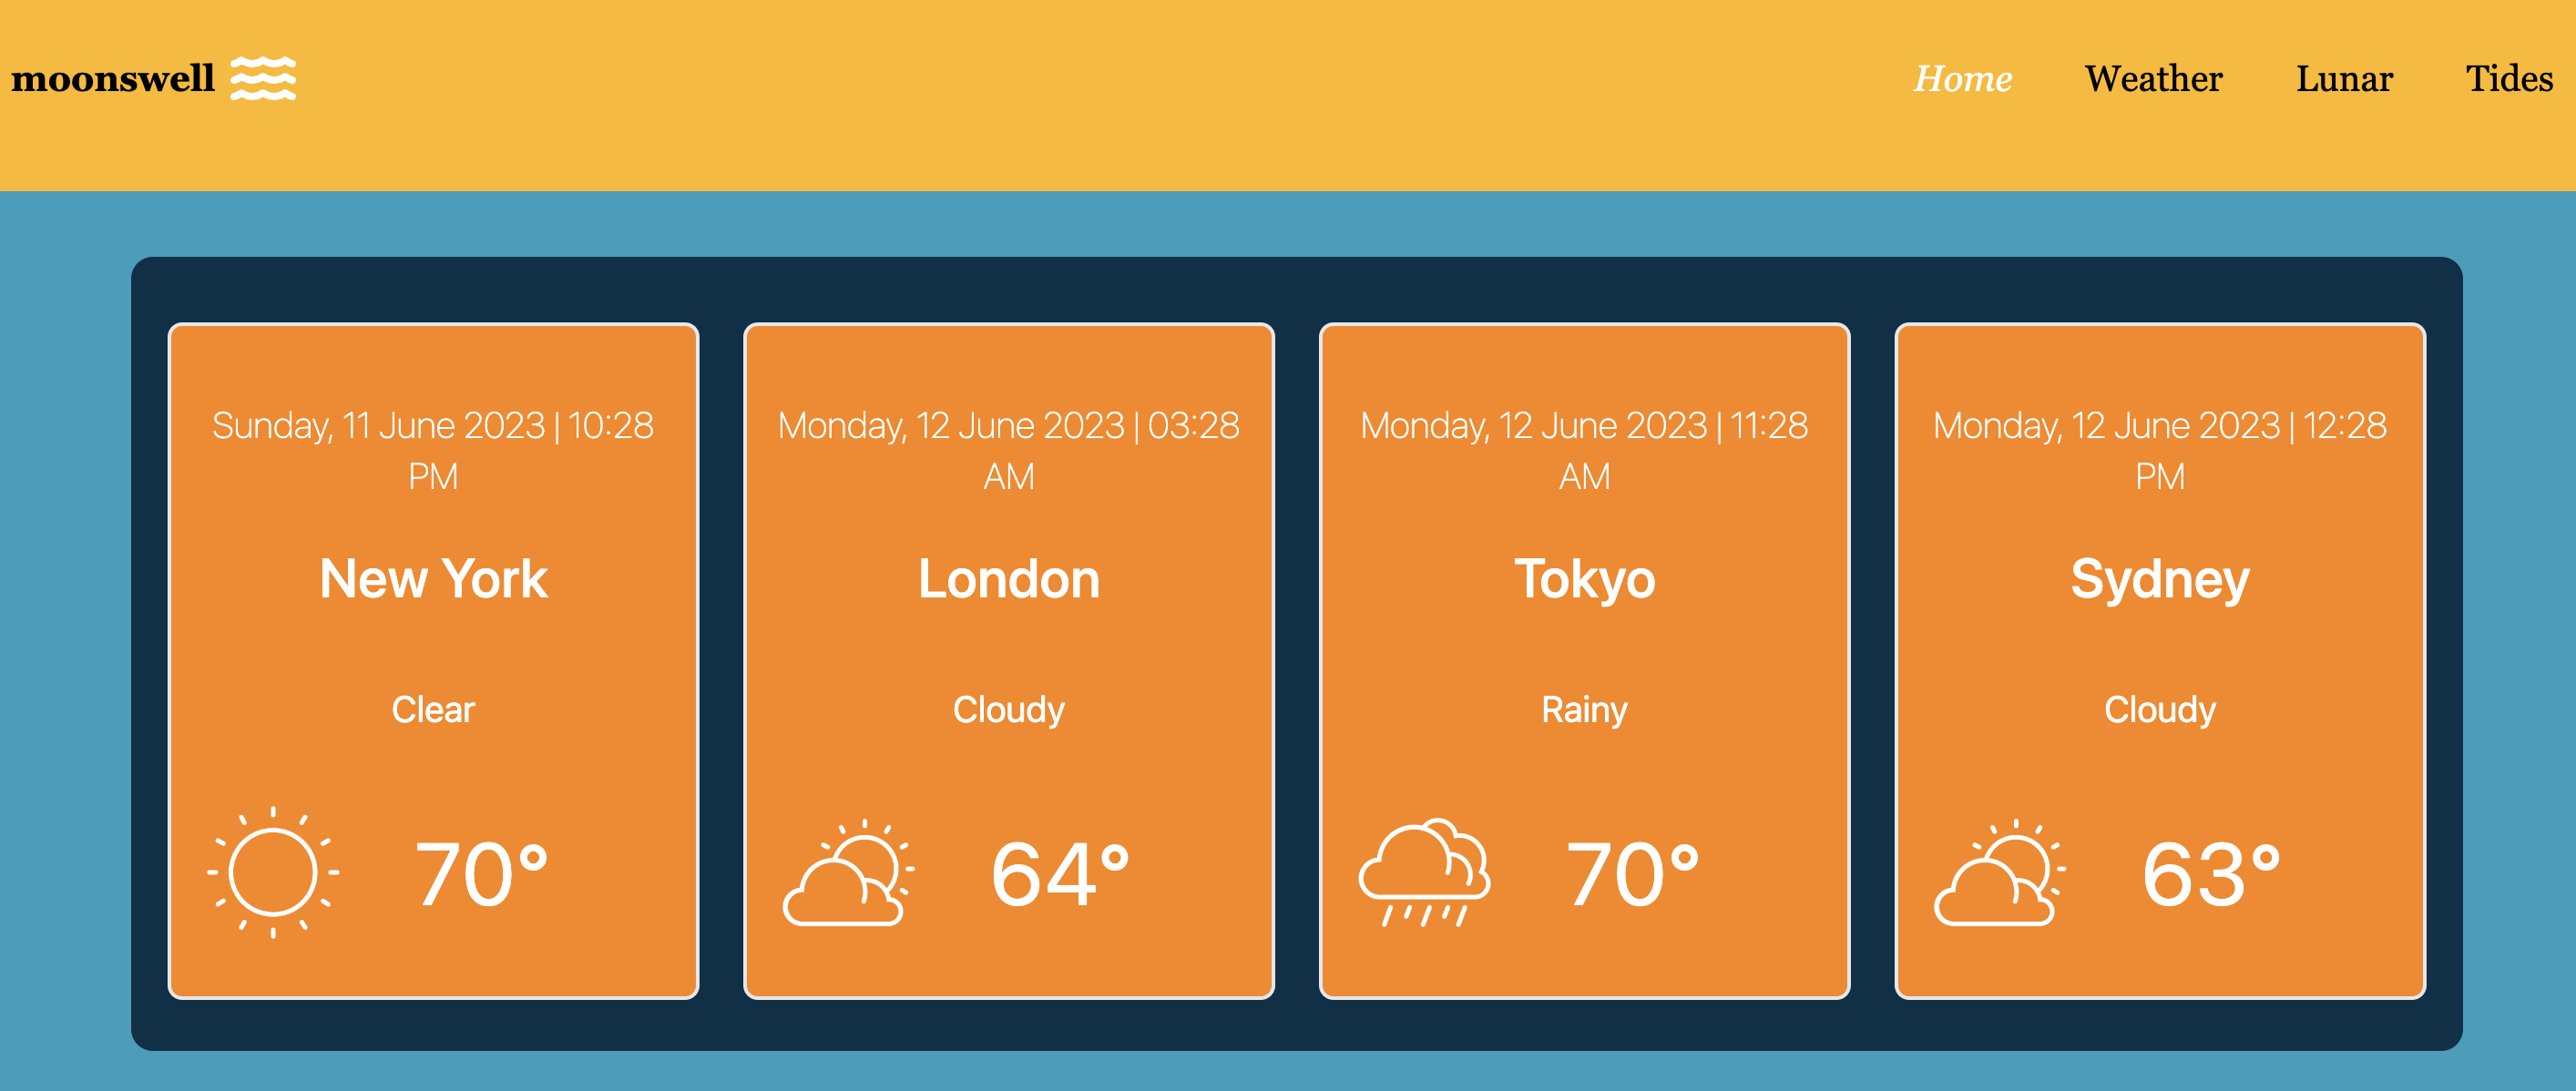 moonswell
Home Weather Lunar Tides
Sunday, 11 June 2023 | 10:28
PM
New York
Clear
70°
Monday, 12 June 2023 | 03:28
AM
London
Cloudy
64°
Monday, 12 June 2023 | 11:28
AM
Tokyo
Rainy
70°
Monday, 12 June 2023 | 12:28
PM
Sydney
Cloudy
63°